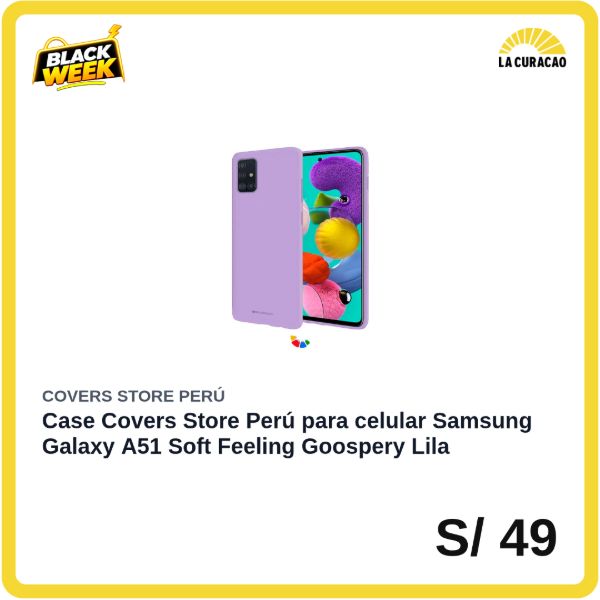 BLACK
WEEK
LA CURACAO
COVERS STORE PERÚ
Case Covers Store Perú para celular Samsung
Galaxy A51 Soft Feeling Goospery Lila
S/ 49